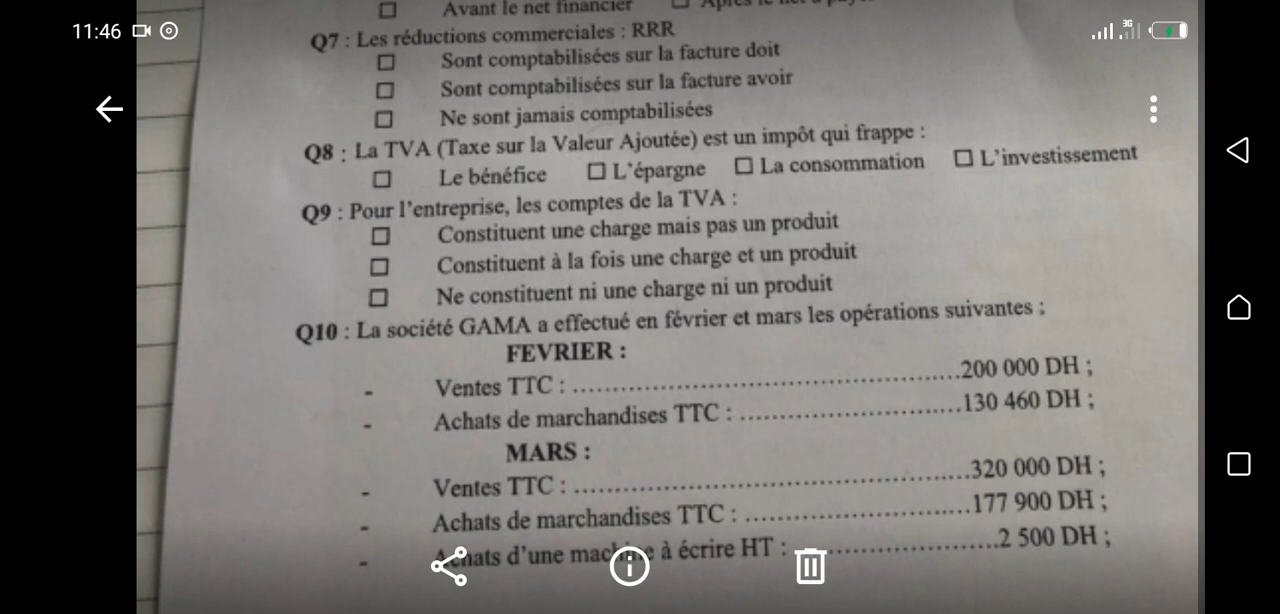 11:46
3G
Avant le net financier
Q7 : Les réductions commerciales : RRR
Sont comptabilisées sur la facture doit
Sont comptabilisées sur la facture avoir
Ne sont jamais comptabilisées
Q8 : La TVA (Taxe sur la Valeur Ajoutée) est un impôt qui frappe :
Le bénéfice L'épargne La consommation L'investissement
Q9 : Pour l'entreprise, les comptes de la TVA :
Constituent une charge mais pas un produit
Constituent à la fois une charge et un produit
Ne constituent ni une charge ni un produit
Q10 : La société GAMA a effectué en février et mars les opérations suivantes :
FEVRIER :
- Ventes TTC : ..........200 000 DH ;
- Achats de marchandises TTC : ..........130 460 DH ;
MARS :
- Ventes TTC : ..........320 000 DH ;
- Achats de marchandises TTC : ..........177 900 DH ;
- Achats d'une machine à écrire HT : ..........2 500 DH ;